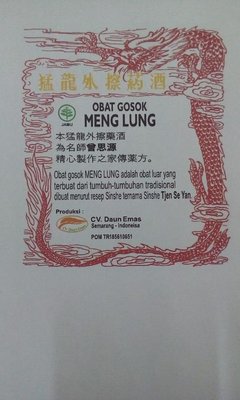 猛龍外擦药酒
OBAT GOSOK
MENG LUNG
JAMU
本猛龍外擦藥酒
為名師曾思源
精心製作之家傳藥方。
Obat gosok MENG LUNG adalah obat luar yang
terbuat dari tumbuh-tumbuhan tradisional
dibuat menurut resep Sinshe ternama Sinshe Tjen Se Yan.
Produksi :
CV. Daun Emas
Semarang - Indonesia
POM TR185610651